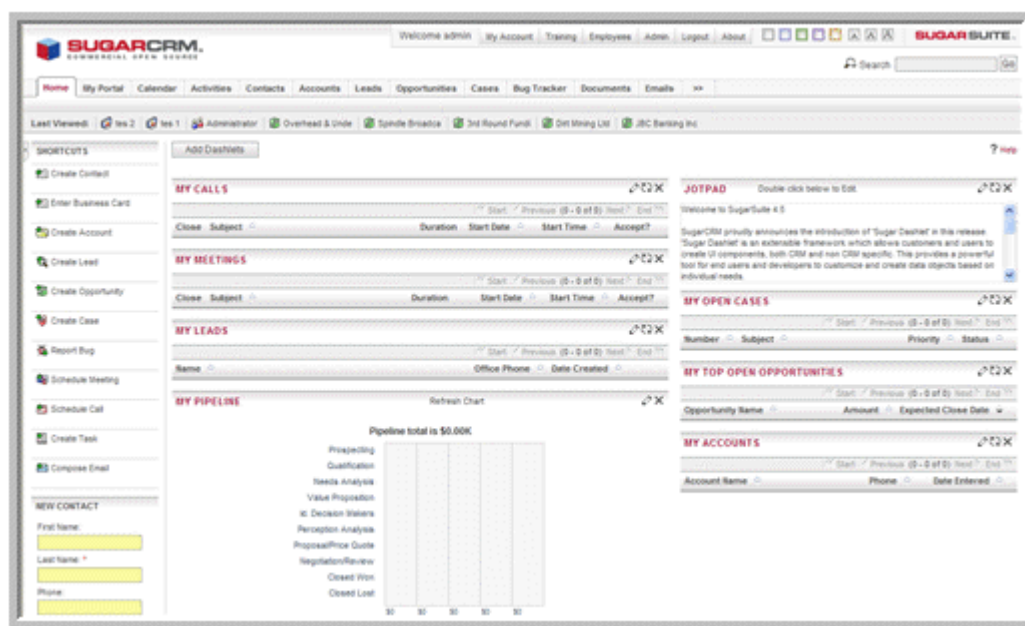 SUGARCRM.
COMMERCIAL OPEN SOURCE
Welcome admin My Account Training Employees Admin Logout About SUGARSUITE.
Search Go
Home My Portal Calendar Activities Contacts Accounts Leads Opportunities Cases Bug Tracker Documents Emails >>
Last Viewed: tes 2 tes 1 Administrator Overhead & Unde Spindle Broadca 3rd Round Fundi Dirt Mining Ltd JBC Banking Inc
SHORTCUTS
Create Contact
Enter Business Card
Create Account
Create Lead
Create Opportunity
Create Case
Report Bug
Schedule Meeting
Schedule Call
Create Task
Compose Email
NEW CONTACT
First Name:
Last Name: *
Phone:
Add Dashlets
? Help
MY CALLS
Start Previous (0 - 0 of 0) Next End
Close Subject Duration Start Date Start Time Accept?
MY MEETINGS
Start Previous (0 - 0 of 0) Next End
Close Subject Duration Start Date Start Time Accept?
MY LEADS
Start Previous (0 - 0 of 0) Next End
Name Office Phone Date Created
MY PIPELINE Refresh Chart
Pipeline total is $0.00K
Prospecting
Qualification
Needs Analysis
Value Proposition
Id. Decision Makers
Perception Analysis
Proposal/Price Quote
Negotiation/Review
Closed Won
Closed Lost
$0 $0 $0 $0 $0
JOTPAD Double click below to Edit.
Welcome to SugarSuite 4.5
SugarCRM proudly announces the introduction of 'Sugar Dashlet' in this release.
'Sugar Dashlet' is an extensible framework which allows customers and users to
create UI components, both CRM and non CRM specific. This provides a powerful
tool for end users and developers to customize and create data objects based on
individual needs.
MY OPEN CASES
Start Previous (0 - 0 of 0) Next End
Number Subject Priority Status
MY TOP OPEN OPPORTUNITIES
Start Previous (0 - 0 of 0) Next End
Opportunity Name Amount Expected Close Date
MY ACCOUNTS
Start Previous (0 - 0 of 0) Next End
Account Name Phone Date Entered